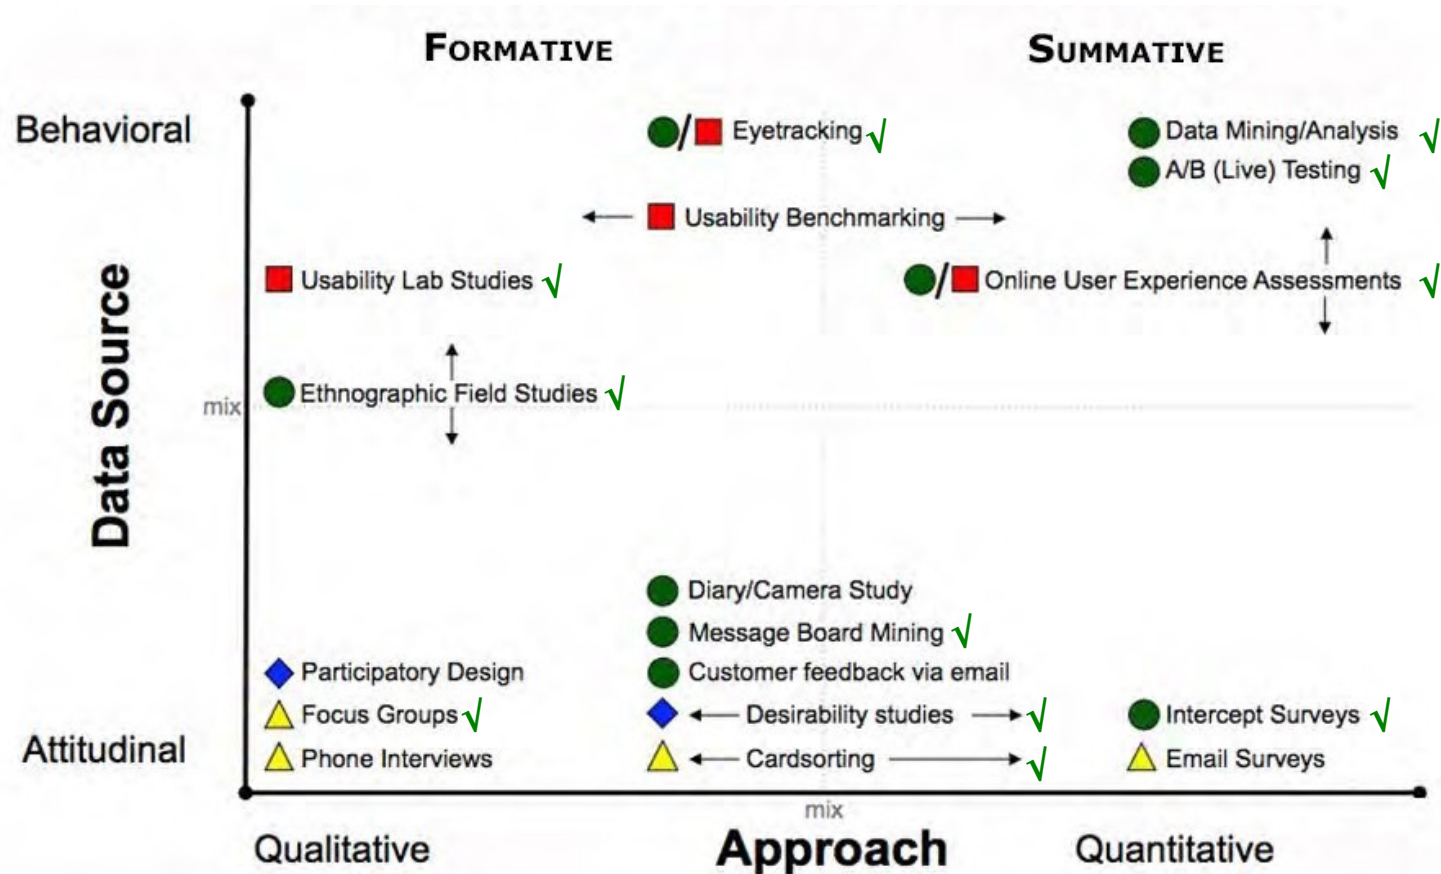 FORMATIVE
SUMMATIVE
Behavioral
/ Eyetracking √
Data Mining/Analysis √
A/B (Live) Testing √
Usability Benchmarking
Usability Lab Studies √
/ Online User Experience Assessments √
Data Source
Ethnographic Field Studies √
mix
Diary/Camera Study
Message Board Mining √
Participatory Design
Customer feedback via email
Focus Groups √
Desirability studies √
Intercept Surveys √
Attitudinal
Phone Interviews
Cardsorting √
Email Surveys
mix
Qualitative
Approach
Quantitative